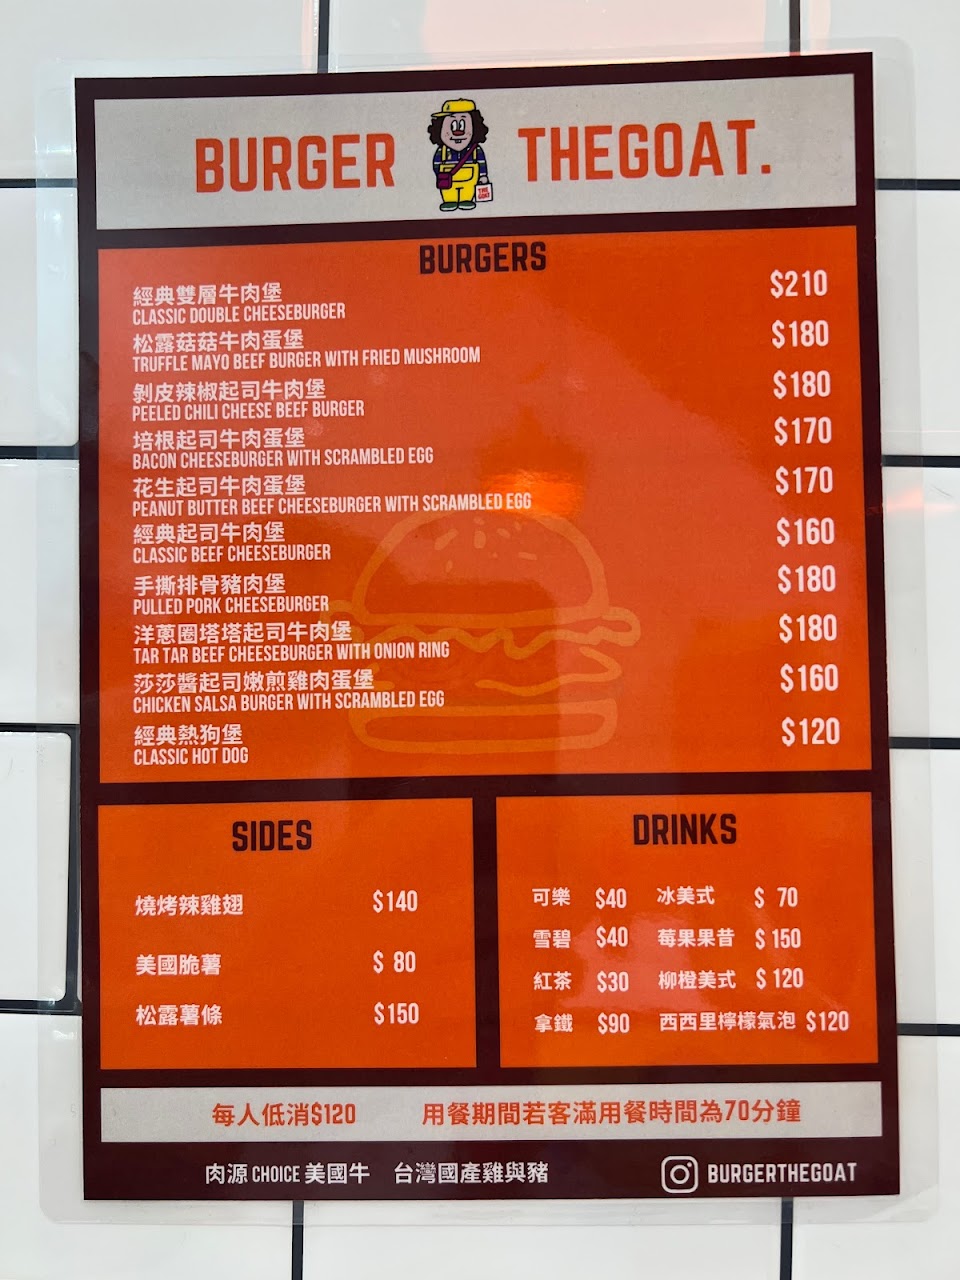 BURGER THEGOAT.
THE GOAT
BURGERS
經典雙層牛肉堡 $210
CLASSIC DOUBLE CHEESEBURGER
松露菇菇牛肉蛋堡 $180
TRUFFLE MAYO BEEF BURGER WITH FRIED MUSHROOM
剝皮辣椒起司牛肉堡 $180
PEELED CHILI CHEESE BEEF BURGER
培根起司牛肉蛋堡 $170
BACON CHEESEBURGER WITH SCRAMBLED EGG
花生起司牛肉蛋堡 $170
PEANUT BUTTER BEEF CHEESEBURGER WITH SCRAMBLED EGG
經典起司牛肉堡 $160
CLASSIC BEEF CHEESEBURGER
手撕排骨豬肉堡 $180
PULLED PORK CHEESEBURGER
洋蔥圈塔塔起司牛肉堡 $180
TAR TAR BEEF CHEESEBURGER WITH ONION RING
莎莎醬起司嫩煎雞肉蛋堡 $160
CHICKEN SALSA BURGER WITH SCRAMBLED EGG
經典熱狗堡 $120
CLASSIC HOT DOG
SIDES
燒烤辣雞翅 $140
美國脆薯 $ 80
松露薯條 $150
DRINKS
可樂 $40 冰美式 $ 70
雪碧 $40 莓果果昔 $ 150
紅茶 $30 柳橙美式 $ 120
拿鐵 $90 西西里檸檬氣泡 $120
每人低消$120 用餐期間若客滿用餐時間為70分鐘
肉源 CHOICE 美國牛 台灣國產雞與豬 BURGERTHEGOAT